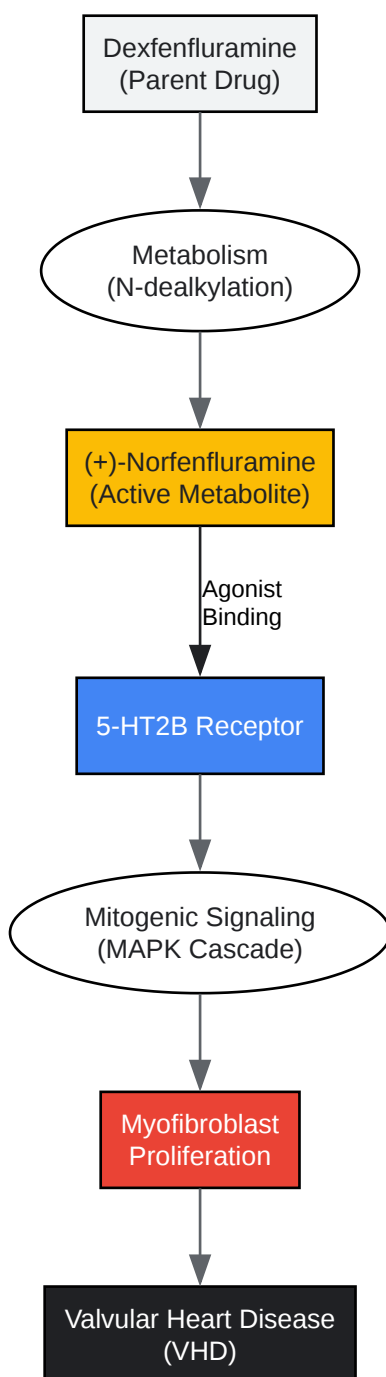 Dexfenfluramine
(Parent Drug)
Metabolism
(N-dealkylation)
(+)-Norfenfluramine
(Active Metabolite)
Agonist
Binding
5-HT2B Receptor
Mitogenic Signaling
(MAPK Cascade)
Myofibroblast
Proliferation
Valvular Heart Disease
(VHD)